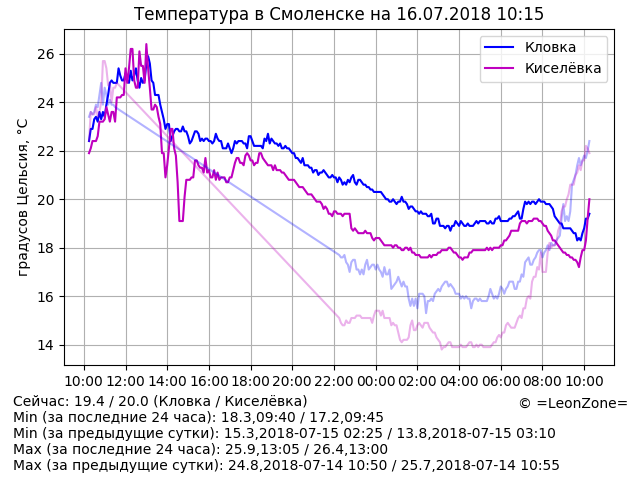 Температура в Смоленске на 16.07.2018 10:15
градусов Цельсия, °C
26
24
22
20
18
16
14
Кловка
Киселёвка
10:00 12:00 14:00 16:00 18:00 20:00 22:00 00:00 02:00 04:00 06:00 08:00 10:00
Сейчас: 19.4 / 20.0 (Кловка / Киселёвка)
© =LeonZone=
Min (за последние 24 часа): 18.3,09:40 / 17.2,09:45
Min (за предыдущие сутки): 15.3,2018-07-15 02:25 / 13.8,2018-07-15 03:10
Max (за последние 24 часа): 25.9,13:05 / 26.4,13:00
Max (за предыдущие сутки): 24.8,2018-07-14 10:50 / 25.7,2018-07-14 10:55